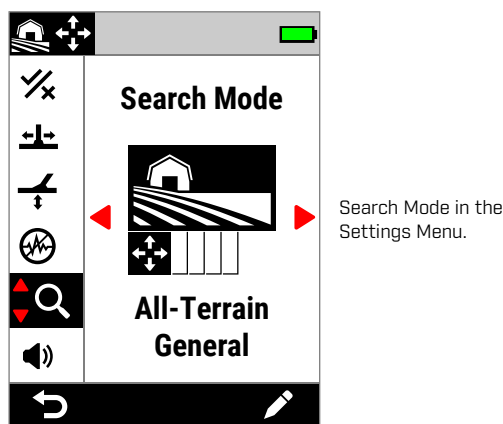 Search Mode
All-Terrain
General
Search Mode in the
Settings Menu.